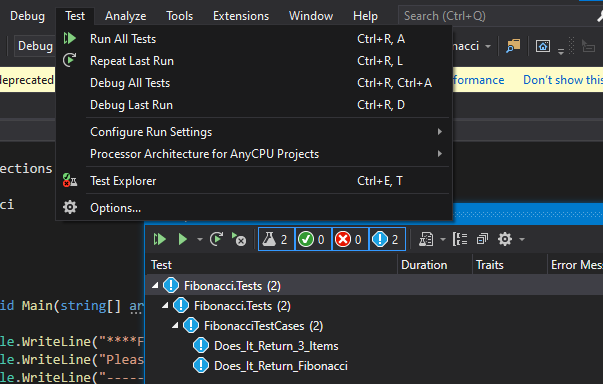 Debug Test Analyze Tools Extensions Window Help Search (Ctrl+Q)
Debug
Run All Tests Ctrl+R, A
nacci
Repeat Last Run Ctrl+R, L
deprecated
Debug All Tests Ctrl+R, Ctrl+A
formance Don't show this
Debug Last Run Ctrl+R, D
Configure Run Settings
Processor Architecture for AnyCPU Projects
ections
Test Explorer Ctrl+E, T
ci
Options...
2 0 0 2
Test Duration Traits Error Mess
Fibonacci.Tests (2)
id Main(string[] ar
Fibonacci.Tests (2)
FibonacciTestCases (2)
le.WriteLine("****F
Does_It_Return_3_Items
le.WriteLine("Pleas
Does_It_Return_Fibonacci
le.WriteLine("-----